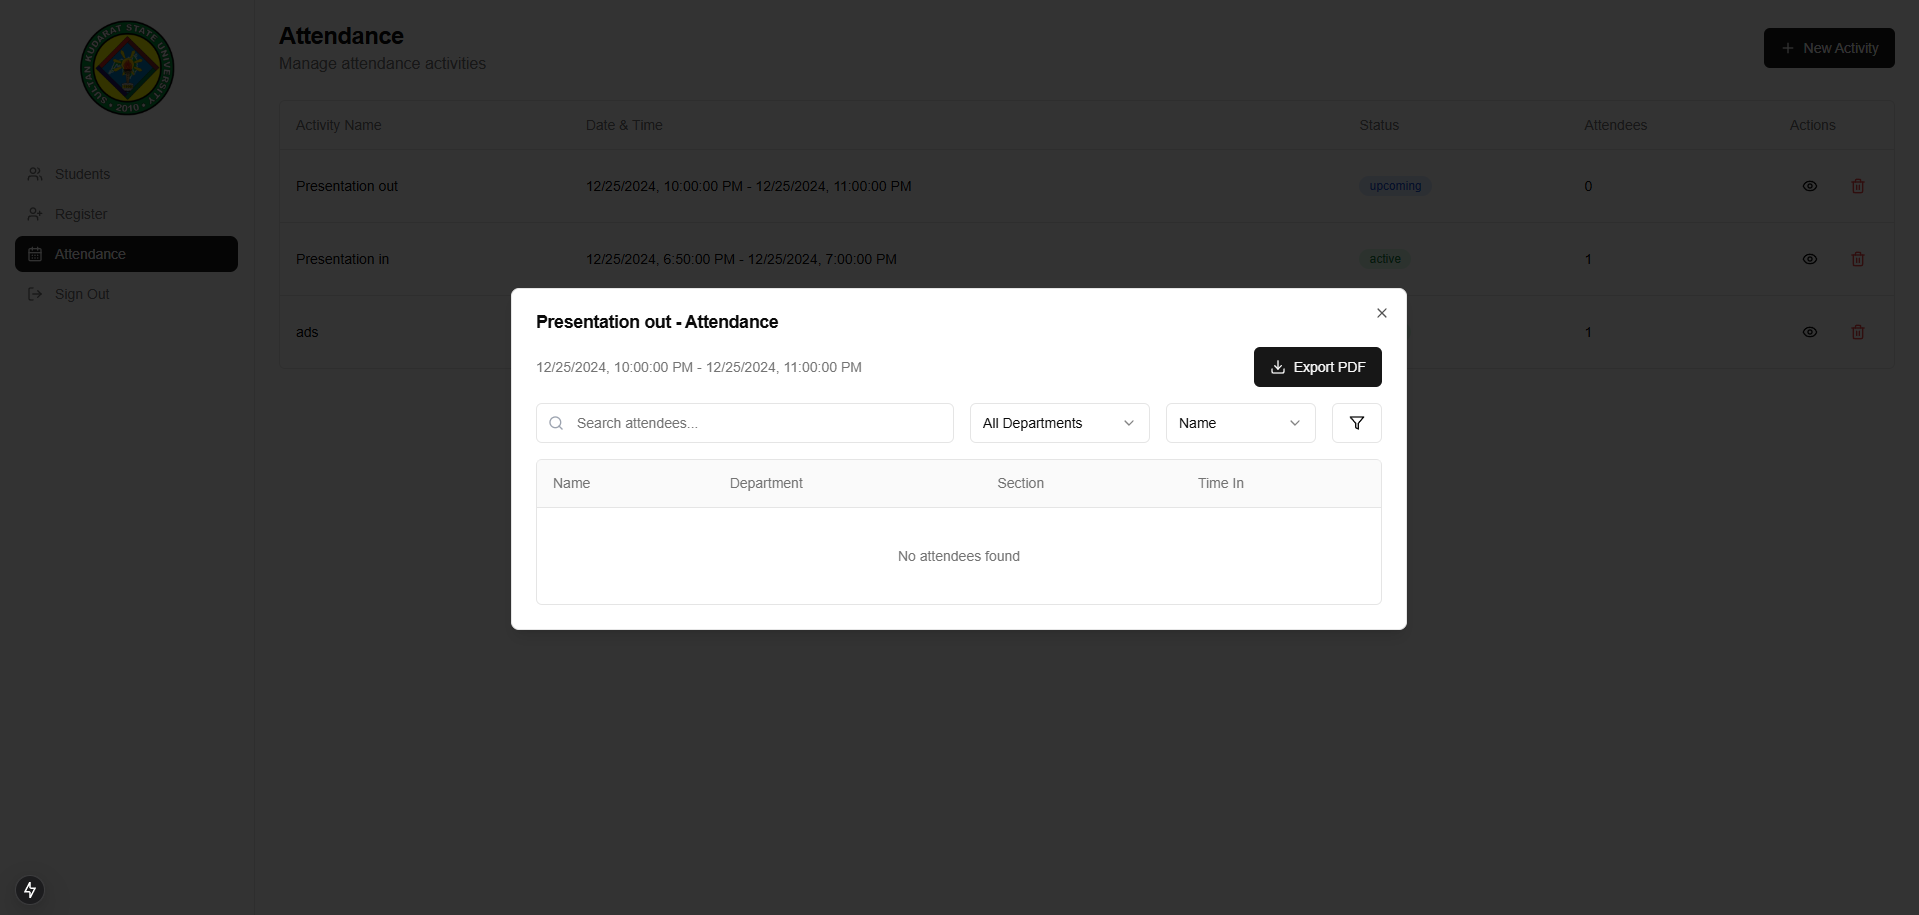 SULTAN KUDARAT STATE UNIVERSITY
• 2010 •
Students
Register
Attendance
Sign Out
Attendance
Manage attendance activities
New Activity
Activity Name Date & Time Status Attendees Actions
Presentation out 12/25/2024, 10:00:00 PM - 12/25/2024, 11:00:00 PM upcoming 0
Presentation in 12/25/2024, 6:50:00 PM - 12/25/2024, 7:00:00 PM active 1
ads 1
Presentation out - Attendance
12/25/2024, 10:00:00 PM - 12/25/2024, 11:00:00 PM Export PDF
Search attendees... All Departments Name
Name Department Section Time In
No attendees found